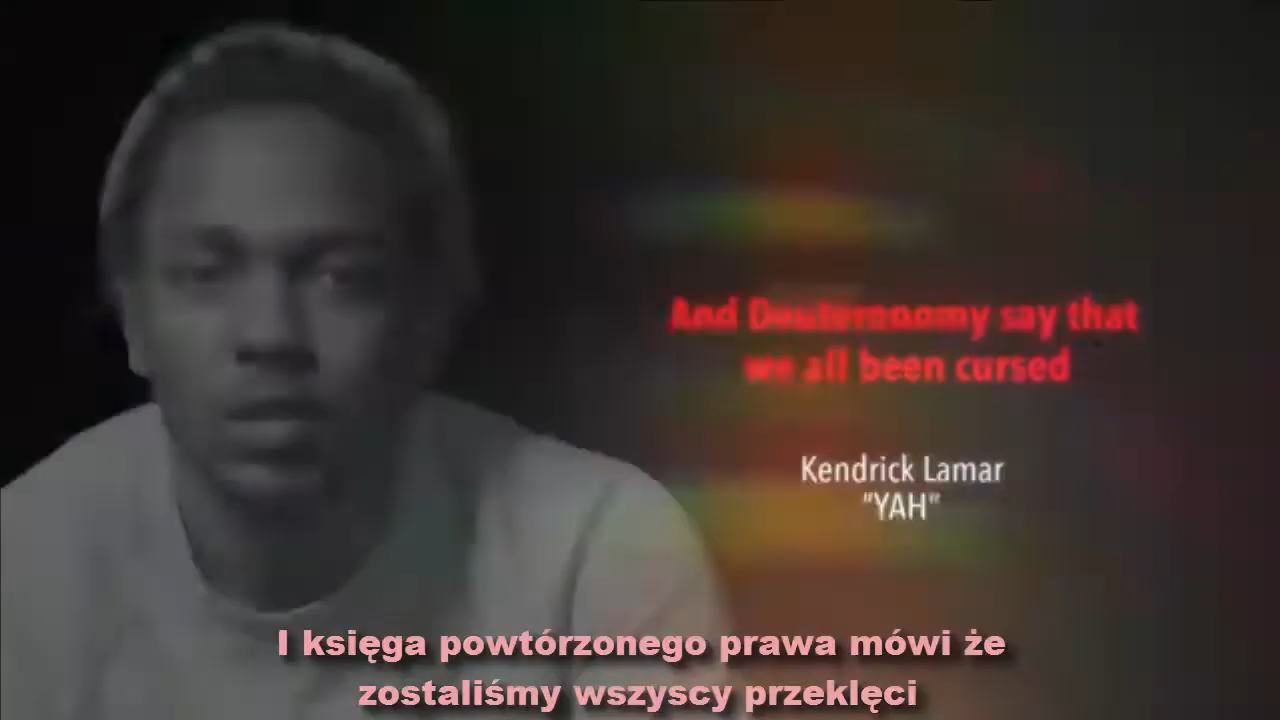 And Deuteronomy say that
we all been cursed
Kendrick Lamar
"YAH"
I księga powtórzonego prawa mówi że
zostaliśmy wszyscy przeklęci